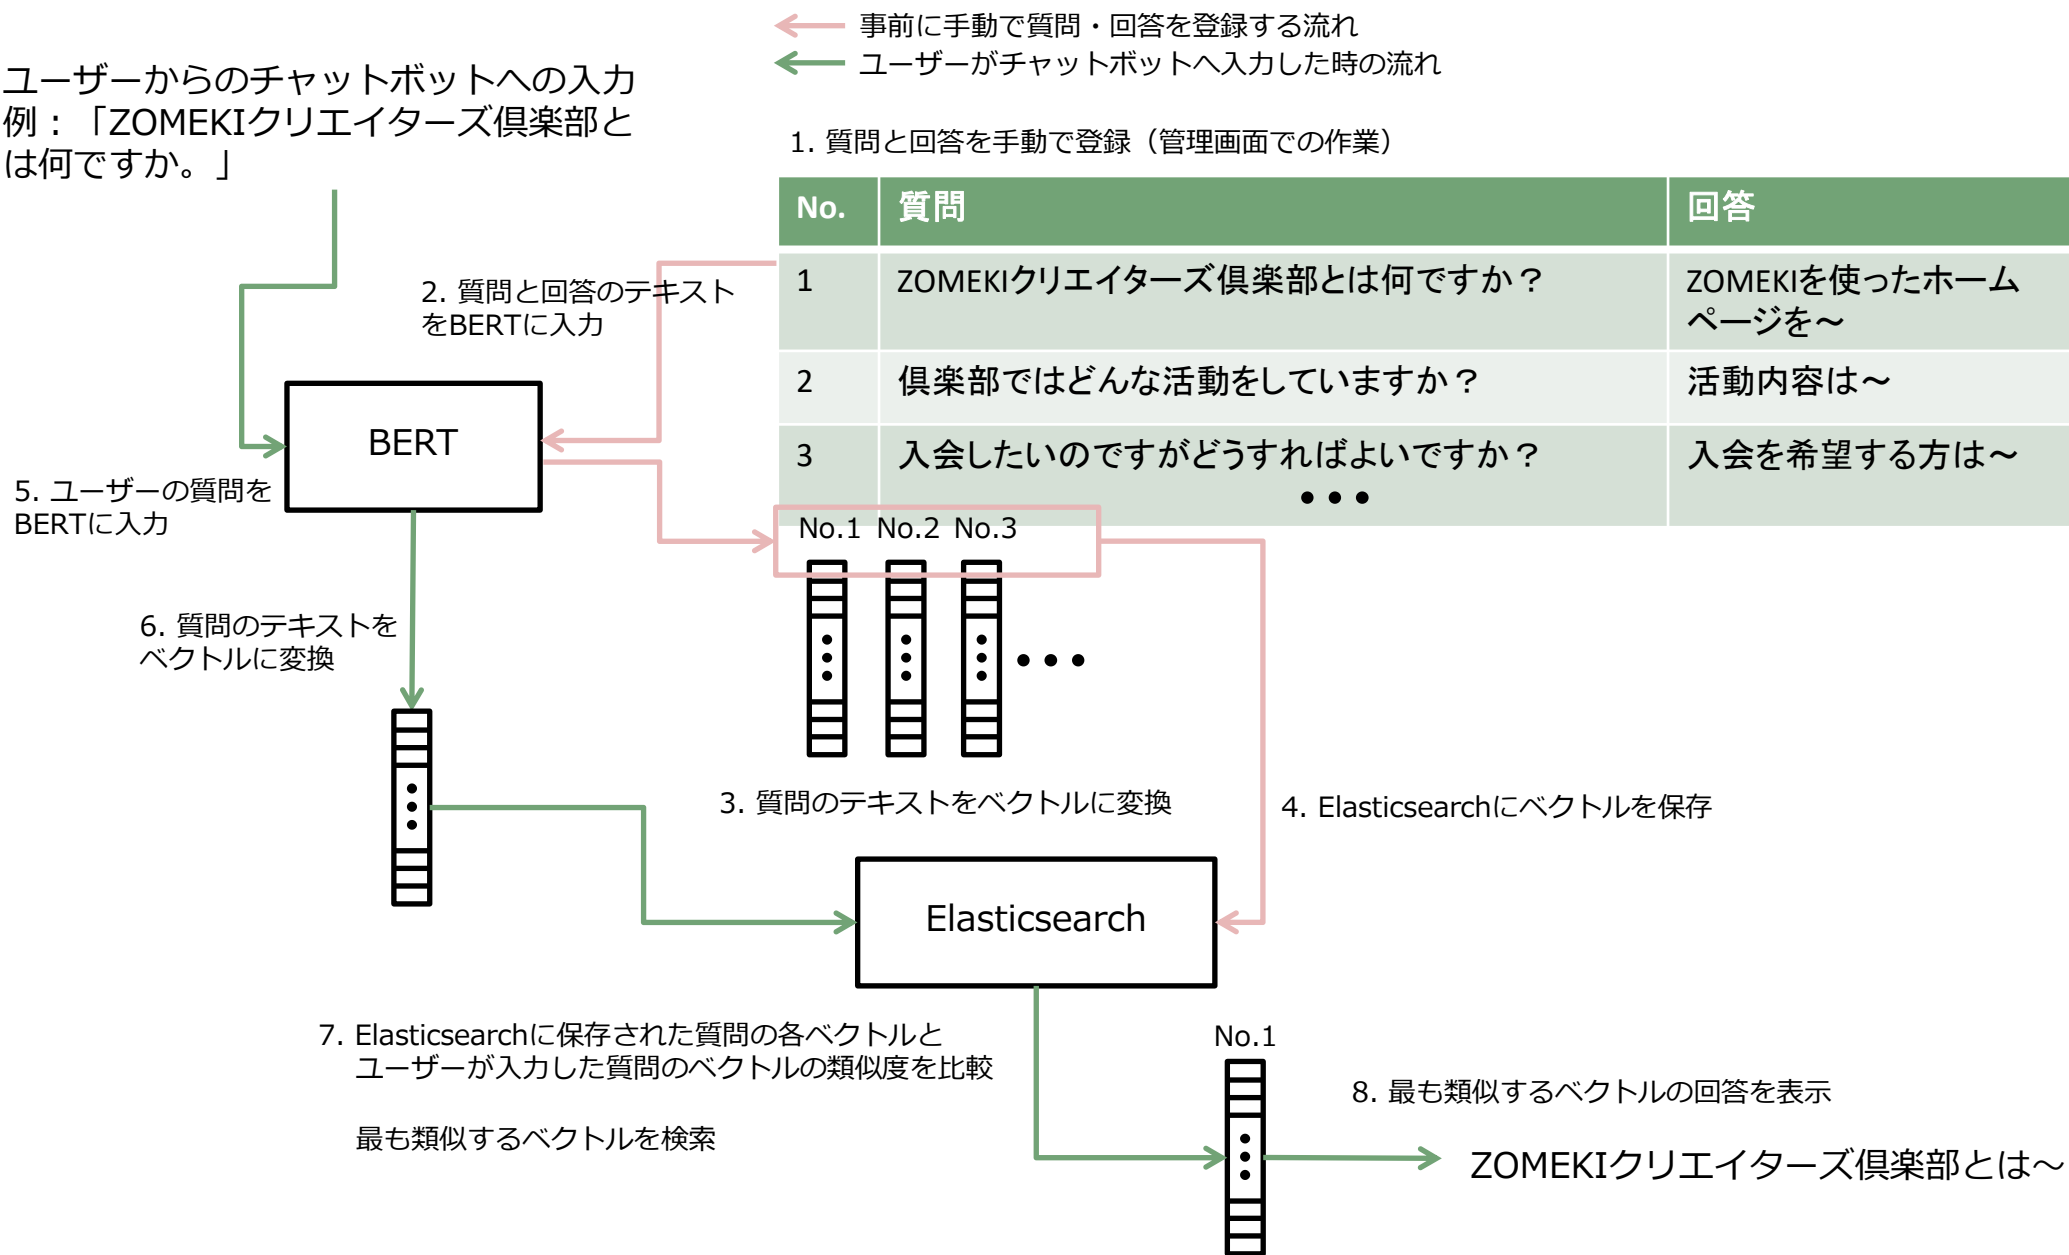 事前に手動で質問・回答を登録する流れ
ユーザーがチャットボットへ入力した時の流れ
ユーザーからのチャットボットへの入力
例：「ZOMEKIクリエイターズ倶楽部と
は何ですか。」
1. 質問と回答を手動で登録（管理画面での作業）
No. 質問 回答
1 ZOMEKIクリエイターズ倶楽部とは何ですか？ ZOMEKIを使ったホーム
ページを～
2 倶楽部ではどんな活動をしていますか？ 活動内容は～
3 入会したいのですがどうすればよいですか？ 入会を希望する方は～
•••
2. 質問と回答のテキスト
をBERTに入力
BERT
5. ユーザーの質問を
BERTに入力
No.1 No.2 No.3
•••
6. 質問のテキストを
ベクトルに変換
3. 質問のテキストをベクトルに変換
4. Elasticsearchにベクトルを保存
Elasticsearch
7. Elasticsearchに保存された質問の各ベクトルと
ユーザーが入力した質問のベクトルの類似度を比較
最も類似するベクトルを検索
No.1
8. 最も類似するベクトルの回答を表示
ZOMEKIクリエイターズ倶楽部とは～